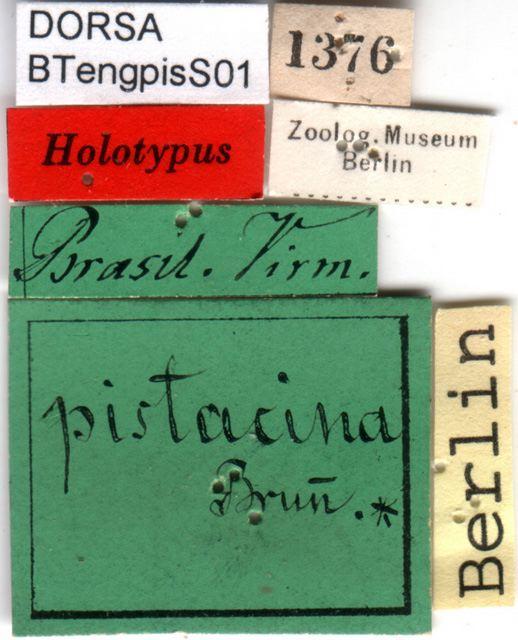 DORSA
BTengpisS01
1376
Holotypus
Zoolog. Museum
Berlin
Brasil. Virm.
pistacina
Brun̄. *
Berlin